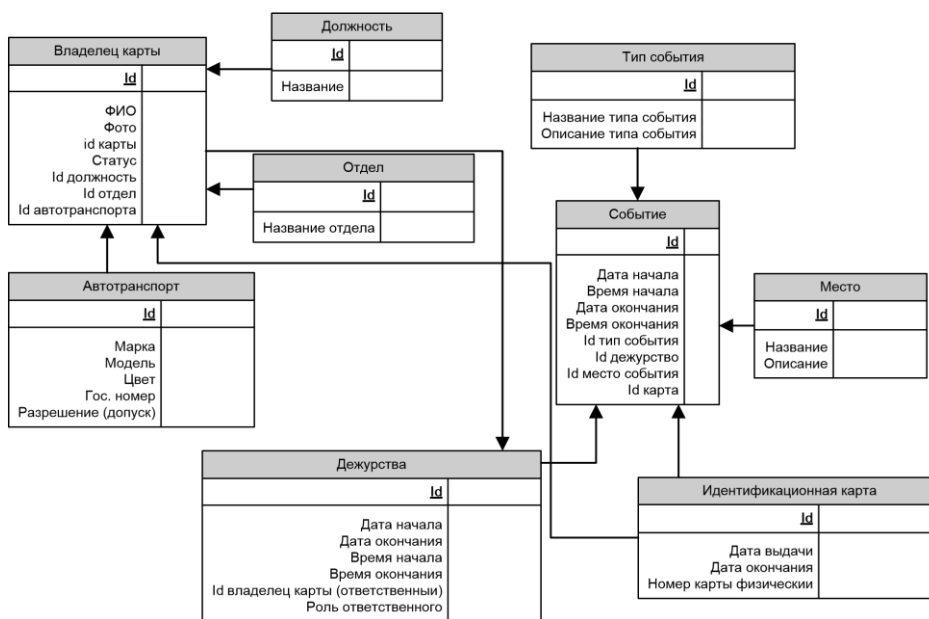 Должность
Id
Название
Владелец карты
Id
ФИО
Фото
id карты
Статус
Id должность
Id отдел
Id автотранспорта
Тип события
Id
Название типа события
Описание типа события
Отдел
Id
Название отдела
Событие
Id
Дата начала
Время начала
Дата окончания
Время окончания
Id тип события
Id дежурство
Id место события
Id карта
Автотранспорт
Id
Марка
Модель
Цвет
Гос. номер
Разрешение (допуск)
Место
Id
Название
Описание
Дежурства
Id
Дата начала
Дата окончания
Время начала
Время окончания
Id владелец карты (ответственныи)
Роль ответственного
Идентификационная карта
Id
Дата выдачи
Дата окончания
Номер карты физическии